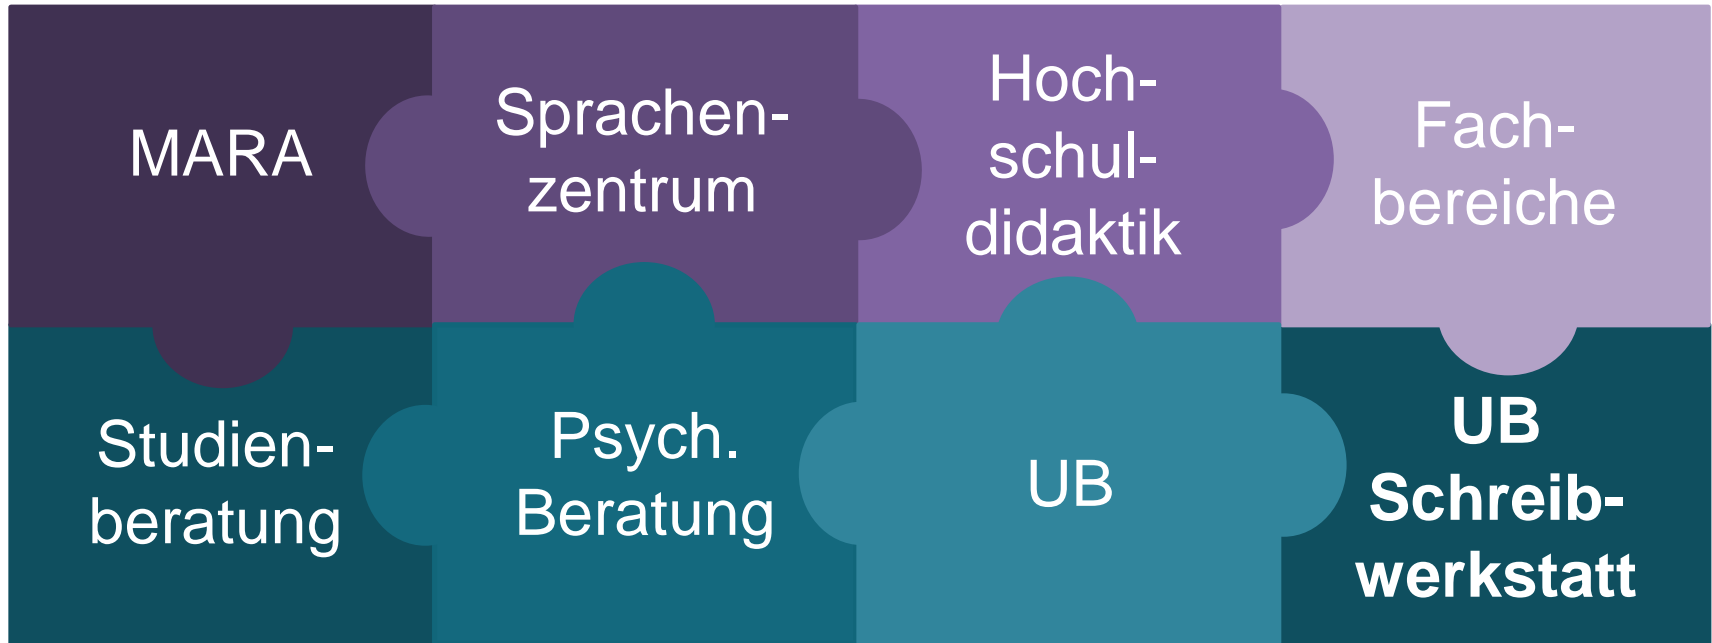 MARA
Sprachen-
zentrum
Hoch-
schul-
didaktik
Fach-
bereiche
Studien-
beratung
Psych.
Beratung
UB
UB
Schreib-
werkstatt